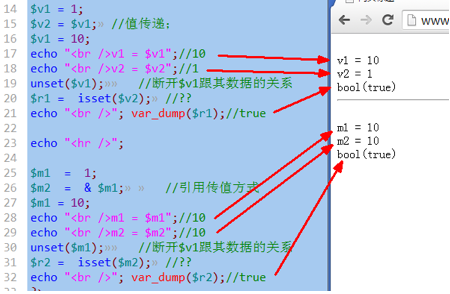 14 $v1 = 1;
15 $v2 = $v1;» //值传递；
16 $v1 = 10;
17 echo "<br />v1 = $v1";//10
18 echo "<br />v2 = $v2";//1
19 unset($v1);»» //断开$v1跟其数据的关系
20 $r1 = isset($v2);» //??
21 echo "<br />"; var_dump($r1);//true
22
23 echo "<hr />";
24
25 $m1 = 1;
26 $m2 = & $m1;» » //引用传值方式
27 $m1 = 10;
28 echo "<br />m1 = $m1";//10
29 echo "<br />m2 = $m2";//10
30 unset($m1);»» //断开$v1跟其数据的关系
31 $r2 = isset($m2);» //??
32 echo "<br />"; var_dump($r2);//true
www
v1 = 10
v2 = 1
bool(true)
m1 = 10
m2 = 10
bool(true)